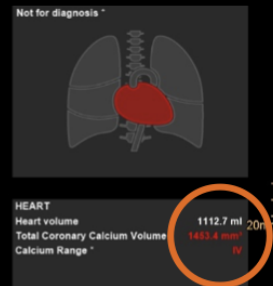 Not for diagnosis *
HEART
Heart volume 1112.7 ml
Total Coronary Calcium Volume 1453.4 mm³
Calcium Range * IV
20m